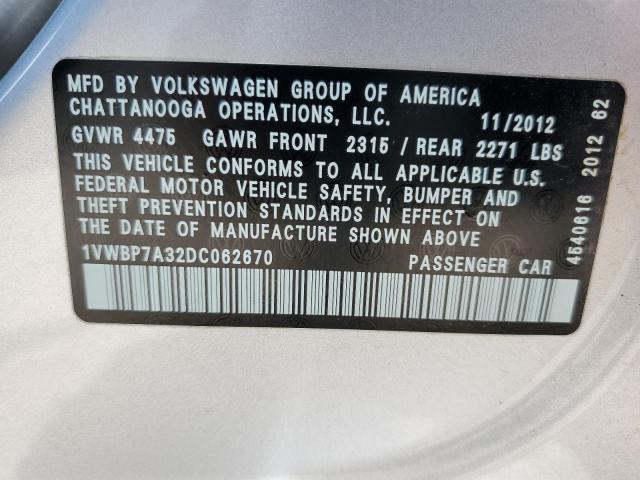 MFD BY VOLKSWAGEN GROUP OF AMERICA
CHATTANOOGA OPERATIONS, LLC. 11/2012
GVWR 4475 GAWR FRONT 2315 / REAR 2271 LBS
THIS VEHICLE CONFORMS TO ALL APPLICABLE U.S.
FEDERAL MOTOR VEHICLE SAFETY, BUMPER AND
THEFT PREVENTION STANDARDS IN EFFECT ON
THE DATE OF MANUFACTURE SHOWN ABOVE
1VWBP7A32DC062670 PASSENGER CAR
4540616 2012 62